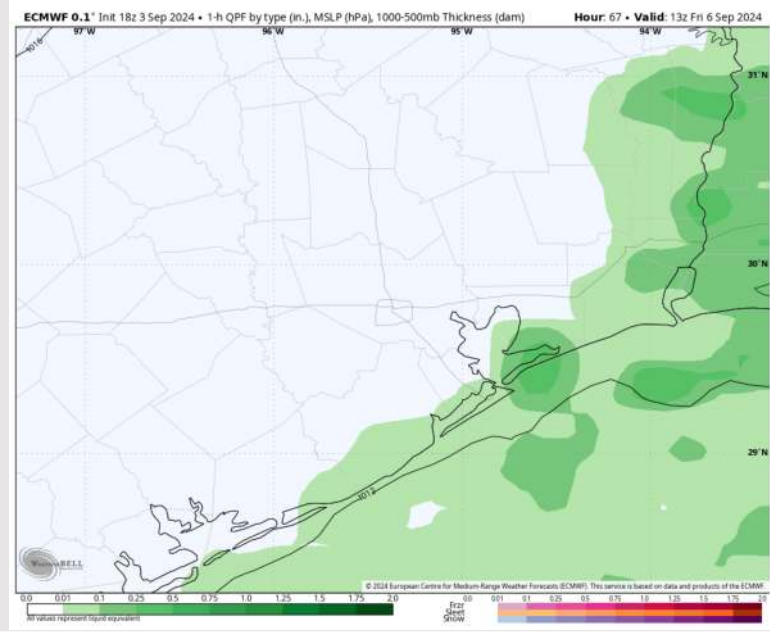 ECMWF 0.1° Init 18z 3 Sep 2024 • 1-h QPF by type (in.), MSLP (hPa), 1000-500mb Thickness (dam) Hour: 67 • Valid: 13z Fri 6 Sep 2024
97°W 96°W 95°W 94°W
1016
31°N
30°N
29°N
1012
WeatherBELL
© 2024 European Centre for Medium-Range Weather Forecasts (ECMWF). This service is based on data and products of the ECMWF.
0.0 0.01 0.1 0.25 0.5 0.75 1.0 1.25 1.5 1.75 2.0 0.0 0.01 0.1 0.25 0.5 0.75 1.0 1.25 1.5 1.75 2.0
All values represent liquid equivalent
Frzr
Sleet
Snow